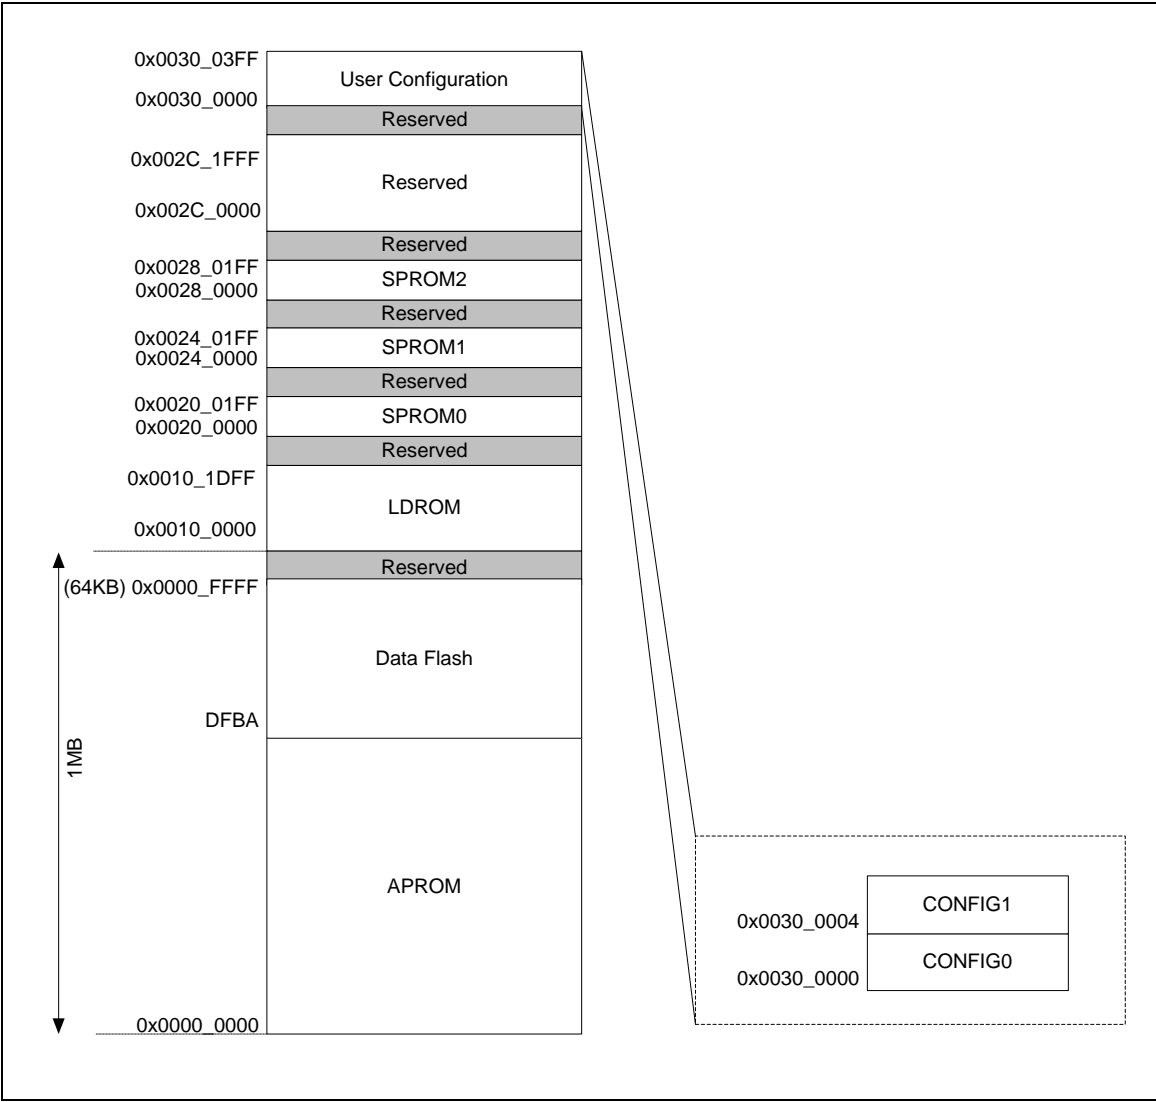 0x0030_03FF
User Configuration
0x0030_0000
Reserved
0x002C_1FFF
Reserved
0x002C_0000
Reserved
0x0028_01FF
SPROM2
0x0028_0000
Reserved
0x0024_01FF
SPROM1
0x0024_0000
Reserved
0x0020_01FF
SPROM0
0x0020_0000
Reserved
0x0010_1DFF
LDROM
0x0010_0000
Reserved
(64KB) 0x0000_FFFF
Data Flash
DFBA
1MB
APROM
0x0000_0000
CONFIG1
0x0030_0004
CONFIG0
0x0030_0000